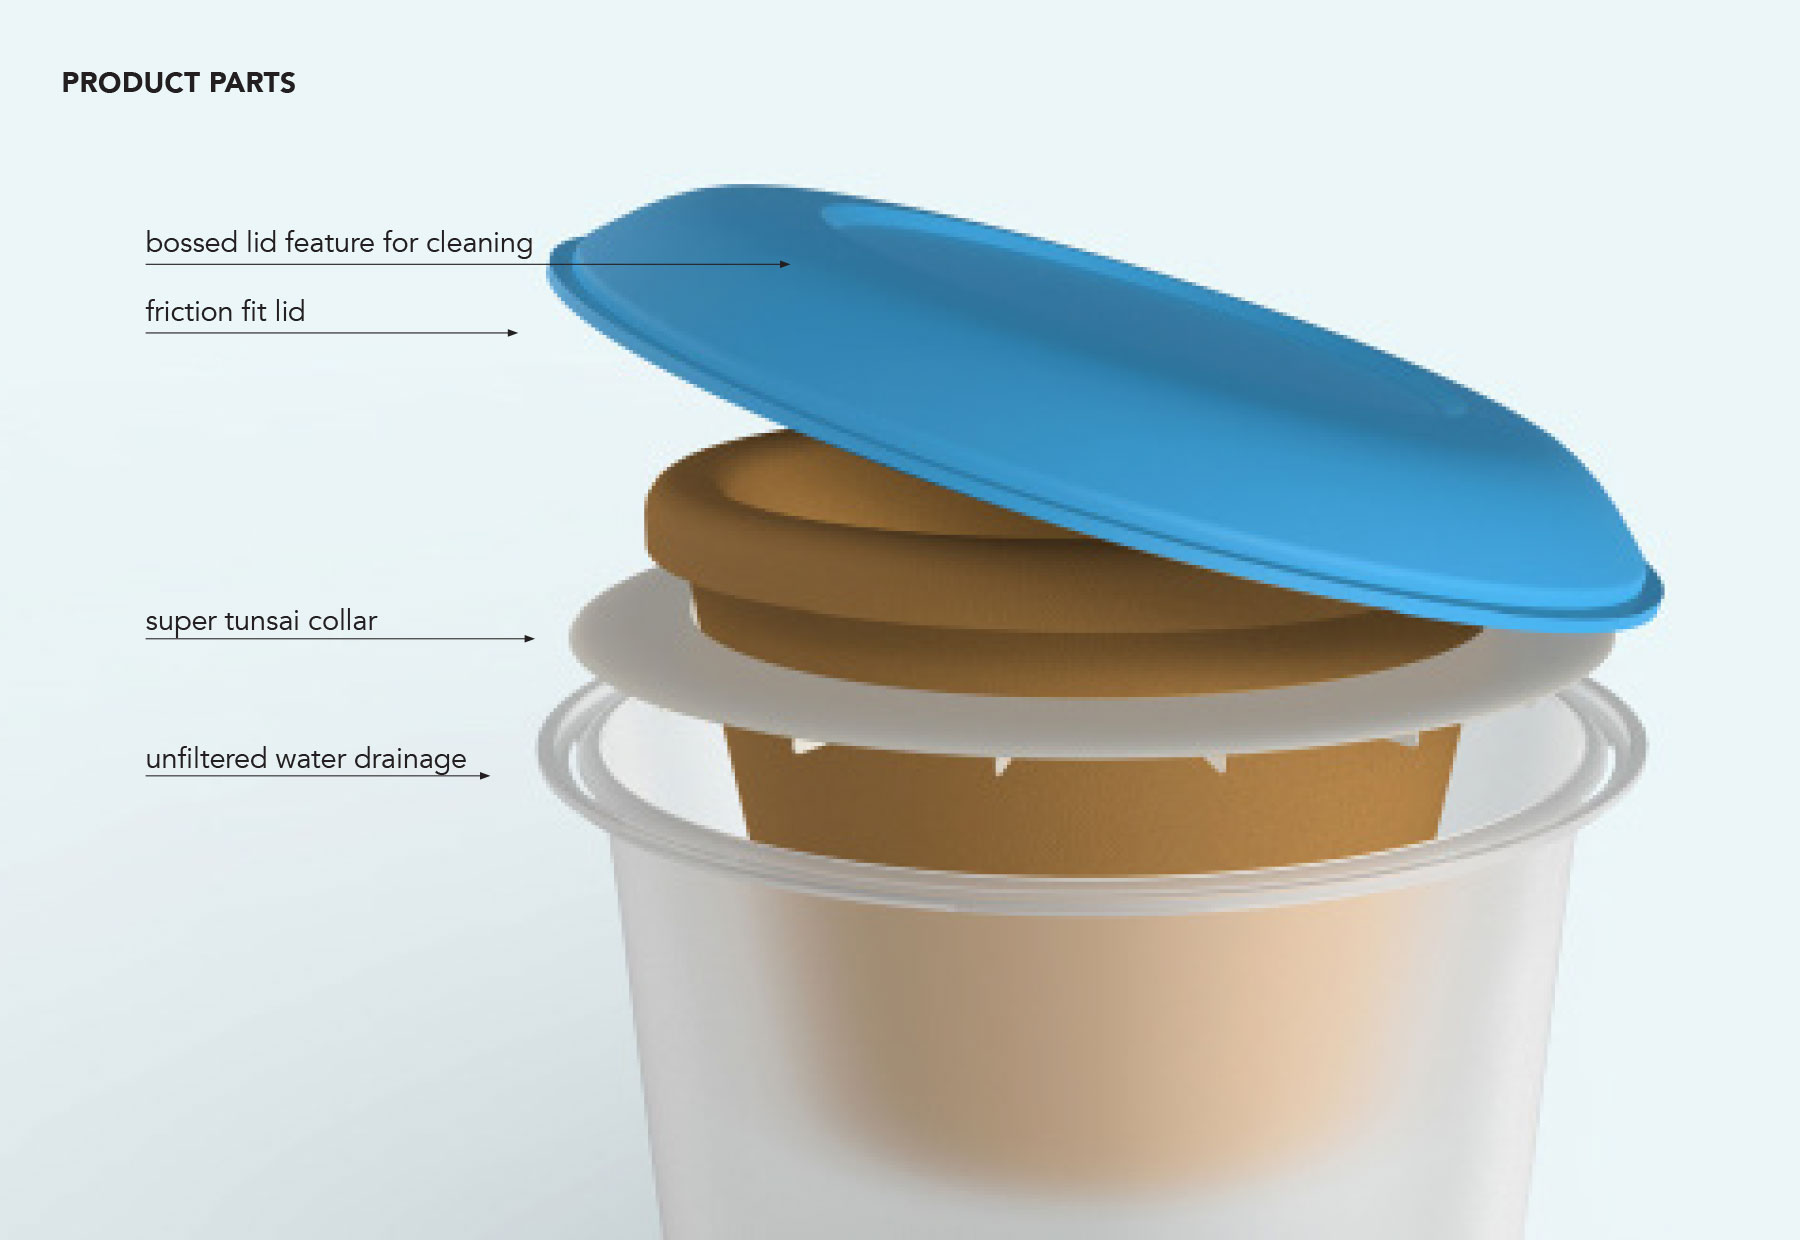 PRODUCT PARTS
bossed lid feature for cleaning
friction fit lid
super tunsai collar
unfiltered water drainage